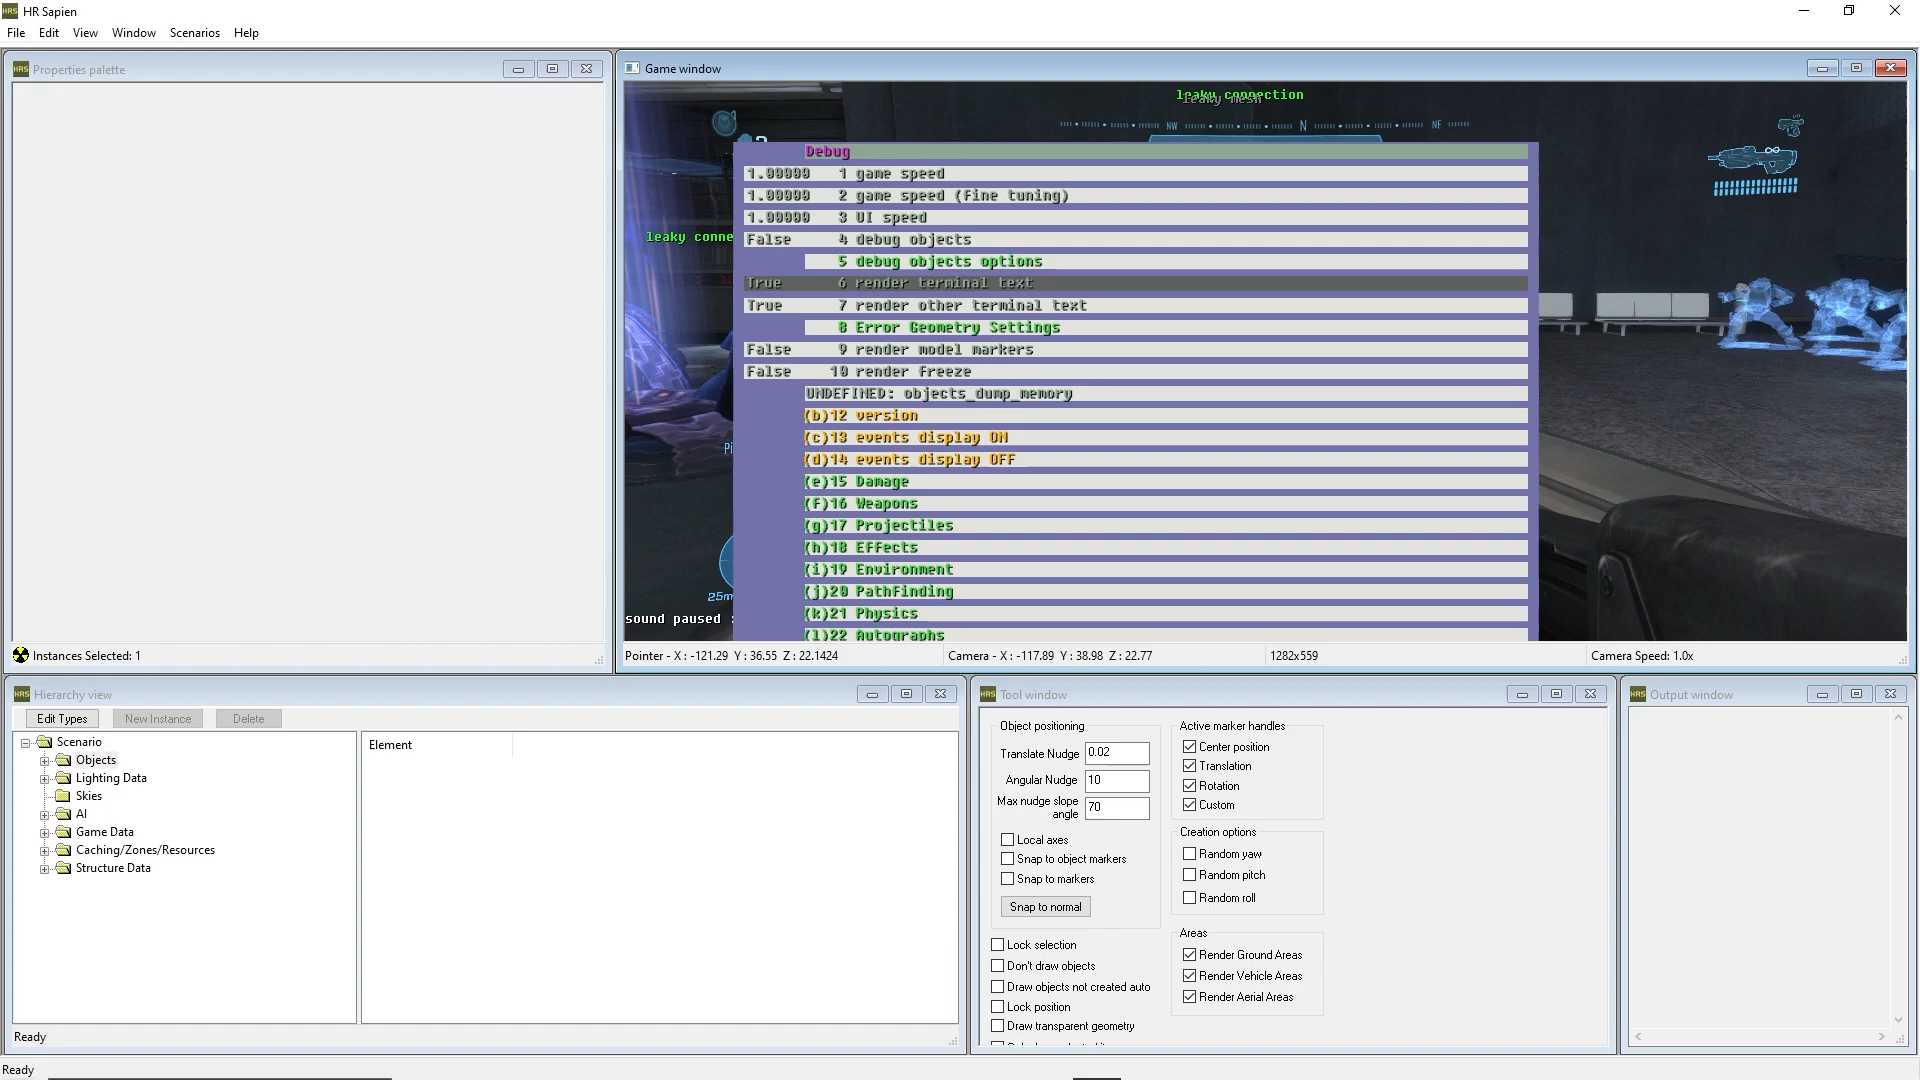 HR Sapien
File Edit View Window Scenarios Help
Properties palette
Instances Selected: 1
Game window
leaky connection
leaky mesh
NW N NE
leaky conne
Debug
1.00000 1 game speed
1.00000 2 game speed (fine tuning)
1.00000 3 UI speed
False 4 debug objects
5 debug objects options
True 6 render terminal text
True 7 render other terminal text
8 Error Geometry Settings
False 9 render model markers
False 10 render freeze
UNDEFINED: objects_dump_memory
(b)12 version
(c)13 events display ON
(d)14 events display OFF
(e)15 Damage
(f)16 Weapons
(g)17 Projectiles
(h)18 Effects
(i)19 Environment
(j)20 Pathfinding
(k)21 Physics
(l)22 Autographs
25m
sound paused :
Pointer - X : -121.29 Y : 36.55 Z : 22.1424
Camera - X : -117.89 Y : 38.98 Z : 22.77
1282x559
Camera Speed: 1.0x
Hierarchy view
Edit Types New Instance Delete
Scenario
Objects
Lighting Data
Skies
AI
Game Data
Caching/Zones/Resources
Structure Data
Element
Ready
Tool window
Object positioning
Translate Nudge 0.02
Angular Nudge 10
Max nudge slope angle 70
Local axes
Snap to object markers
Snap to markers
Snap to normal
Lock selection
Don't draw objects
Draw objects not created auto
Lock position
Draw transparent geometry
Active marker handles
Center position
Translation
Rotation
Custom
Creation options
Random yaw
Random pitch
Random roll
Areas
Render Ground Areas
Render Vehicle Areas
Render Aerial Areas
Output window
Ready